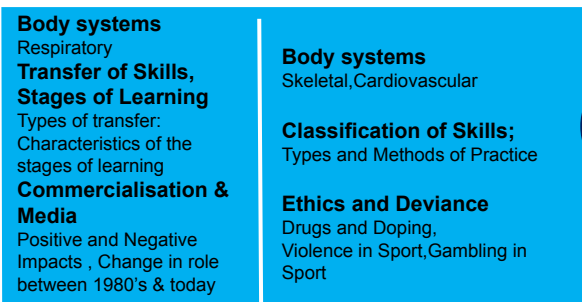 Body systems
Respiratory
Transfer of Skills,
Stages of Learning
Types of transfer:
Characteristics of the
stages of learning
Commercialisation &
Media
Positive and Negative
Impacts , Change in role
between 1980's & today
Body systems
Skeletal,Cardiovascular
Classification of Skills;
Types and Methods of Practice
Ethics and Deviance
Drugs and Doping,
Violence in Sport,Gambling in
Sport